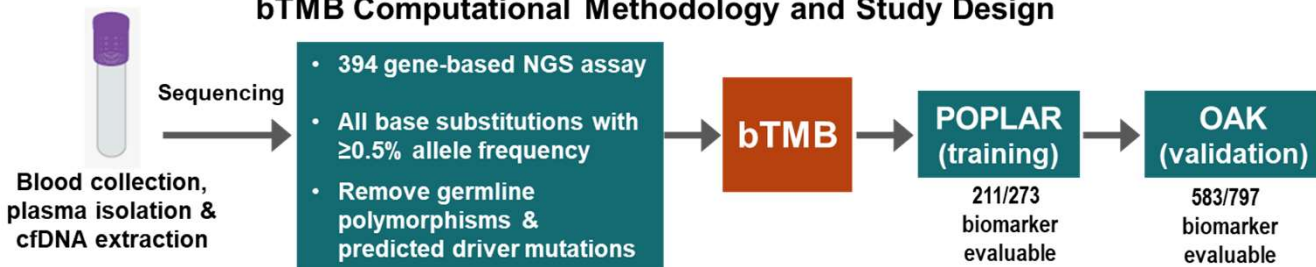 bTMB Computational Methodology and Study Design
Sequencing
Blood collection,
plasma isolation &
cfDNA extraction
• 394 gene-based NGS assay
• All base substitutions with
≥0.5% allele frequency
• Remove germline
polymorphisms &
predicted driver mutations
bTMB
POPLAR
(training)
211/273
biomarker
evaluable
OAK
(validation)
583/797
biomarker
evaluable